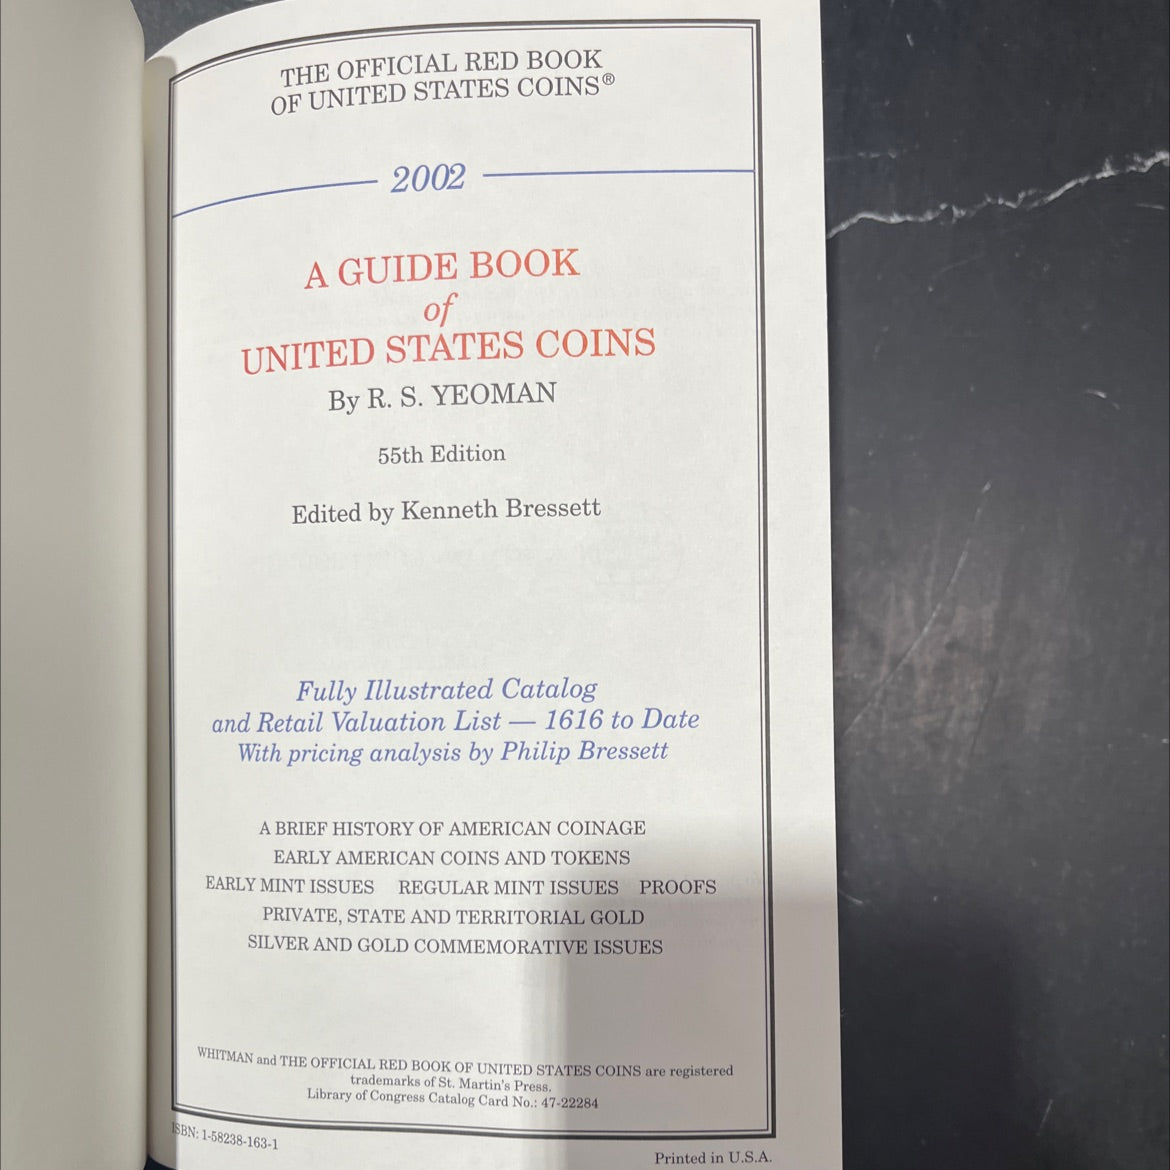 THE OFFICIAL RED BOOK
OF UNITED STATES COINS®
2002
A GUIDE BOOK
of
UNITED STATES COINS
By R. S. YEOMAN
55th Edition
Edited by Kenneth Bressett
Fully Illustrated Catalog
and Retail Valuation List — 1616 to Date
With pricing analysis by Philip Bressett
A BRIEF HISTORY OF AMERICAN COINAGE
EARLY AMERICAN COINS AND TOKENS
EARLY MINT ISSUES REGULAR MINT ISSUES PROOFS
PRIVATE, STATE AND TERRITORIAL GOLD
SILVER AND GOLD COMMEMORATIVE ISSUES
WHITMAN and THE OFFICIAL RED BOOK OF UNITED STATES COINS are registered
trademarks of St. Martin's Press.
Library of Congress Catalog Card No.: 47-22284
ISBN: 1-58238-163-1
Printed in U.S.A.